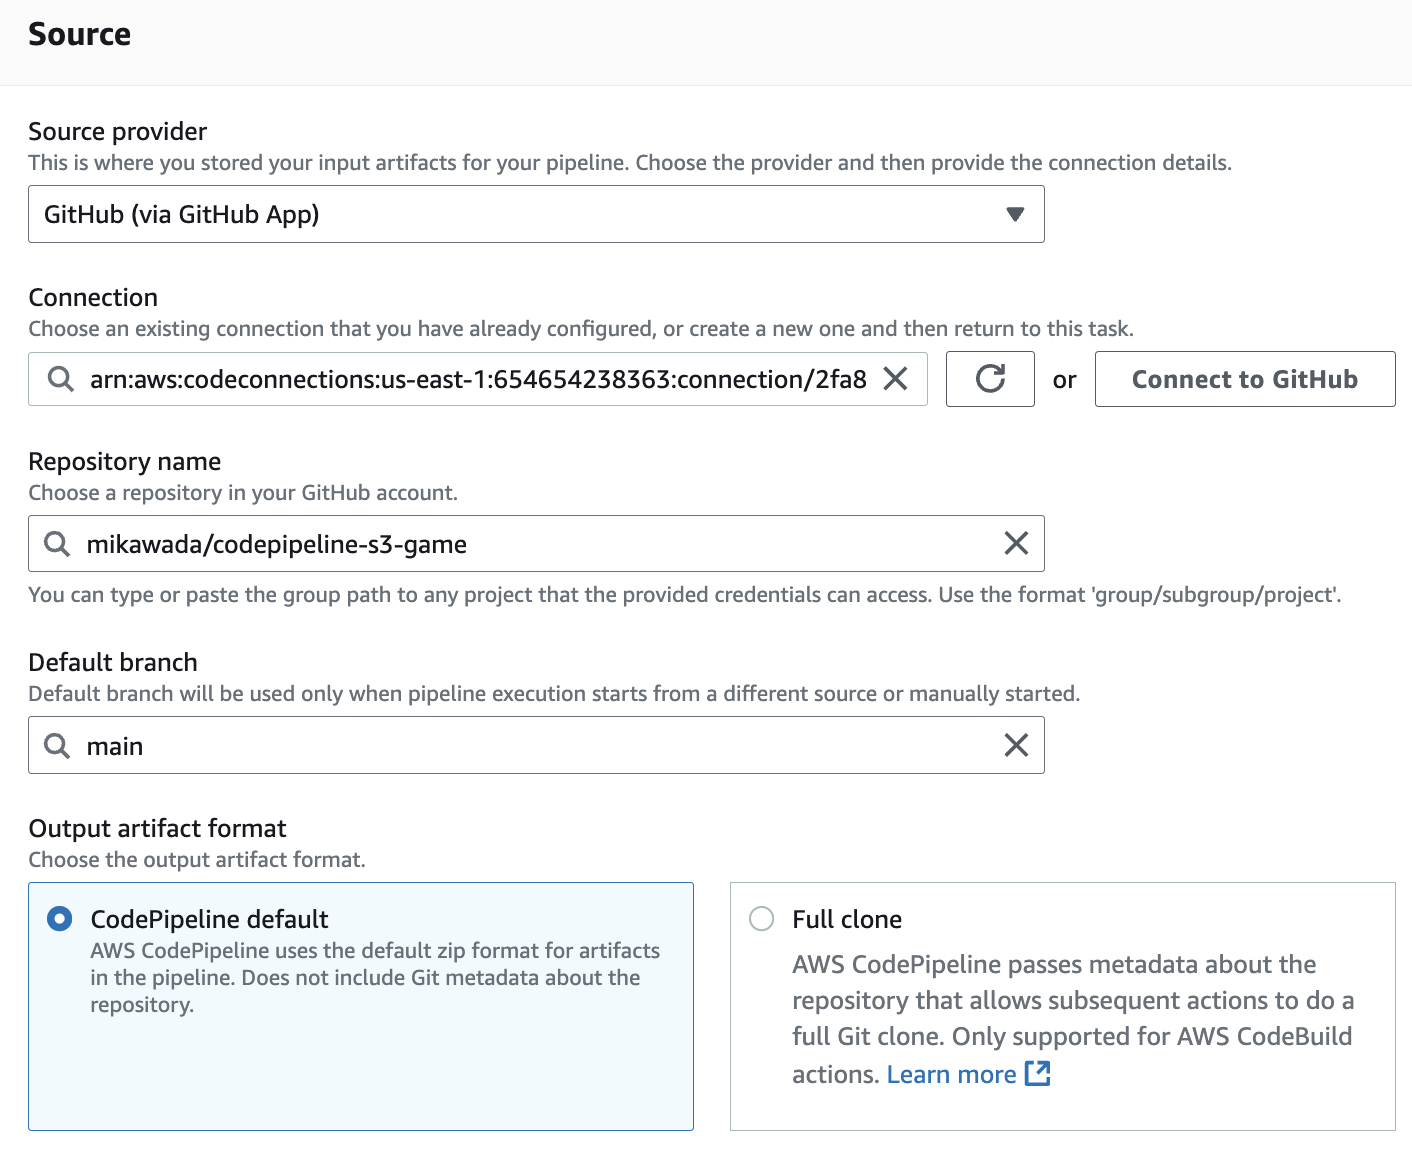 Source
Source provider
This is where you stored your input artifacts for your pipeline. Choose the provider and then provide the connection details.
GitHub (via GitHub App)
Connection
Choose an existing connection that you have already configured, or create a new one and then return to this task.
arn:aws:codeconnections:us-east-1:654654238363:connection/2fa8
or
Connect to GitHub
Repository name
Choose a repository in your GitHub account.
mikawada/codepipeline-s3-game
You can type or paste the group path to any project that the provided credentials can access. Use the format 'group/subgroup/project'.
Default branch
Default branch will be used only when pipeline execution starts from a different source or manually started.
main
Output artifact format
Choose the output artifact format.
CodePipeline default
AWS CodePipeline uses the default zip format for artifacts
in the pipeline. Does not include Git metadata about the
repository.
Full clone
AWS CodePipeline passes metadata about the
repository that allows subsequent actions to do a
full Git clone. Only supported for AWS CodeBuild
actions. Learn more